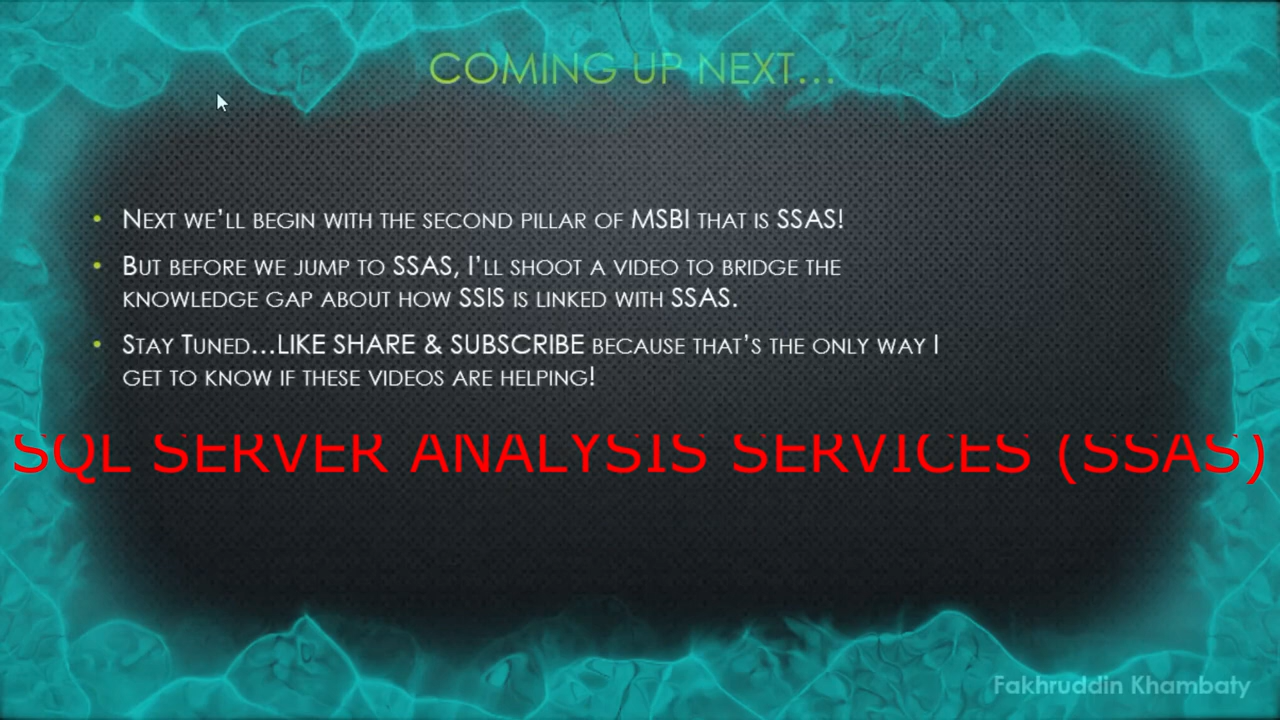 COMING UP NEXT...
NEXT WE'LL BEGIN WITH THE SECOND PILLAR OF MSBI THAT IS SSAS!
BUT BEFORE WE JUMP TO SSAS, I'LL SHOOT A VIDEO TO BRIDGE THE
KNOWLEDGE GAP ABOUT HOW SSIS IS LINKED WITH SSAS.
STAY TUNED...LIKE SHARE & SUBSCRIBE BECAUSE THAT'S THE ONLY WAY I
GET TO KNOW IF THESE VIDEOS ARE HELPING!
SQL SERVER ANALYSIS SERVICES (SSAS)
Fakhruddin Khambaty